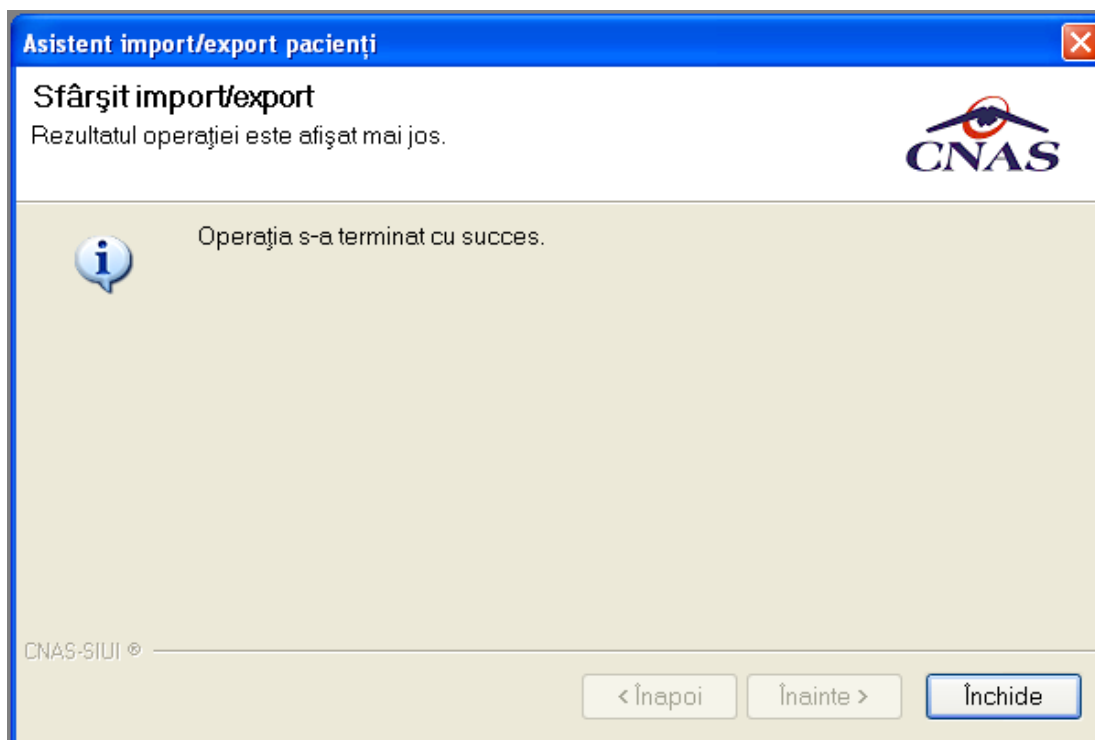 Asistent import/export pacienţi
Sfârşit import/export
Rezultatul operaţiei este afişat mai jos.
CNAS
Operaţia s-a terminat cu succes.
CNAS-SIUI ®
< Înapoi
Înainte >
Închide